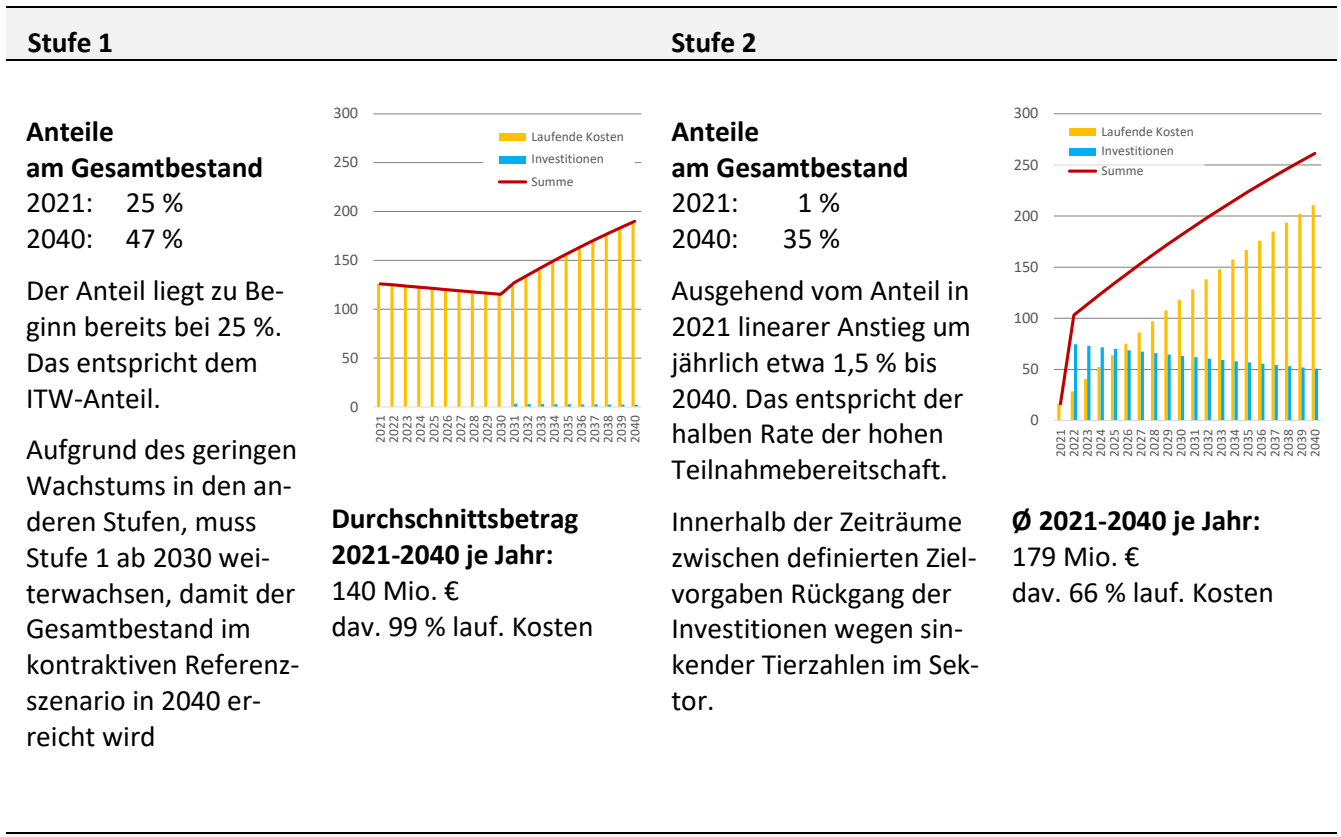 Stufe 1
Stufe 2
Anteile
am Gesamtbestand
2021: 25 %
2040: 47 %
Der Anteil liegt zu Be-
ginn bereits bei 25 %.
Das entspricht dem
ITW-Anteil.
Aufgrund des geringen
Wachstums in den an-
deren Stufen, muss
Stufe 1 ab 2030 wei-
terwachsen, damit der
Gesamtbestand im
kontraktiven Referenz-
szenario in 2040 er-
reicht wird
300
250
200
150
100
50
0
Laufende Kosten
Investitionen
Summe
2021
2022
2023
2024
2025
2026
2027
2028
2029
2030
2031
2032
2033
2034
2035
2036
2037
2038
2039
2040
Durchschnittsbetrag
2021-2040 je Jahr:
140 Mio. €
dav. 99 % lauf. Kosten
Anteile
am Gesamtbestand
2021: 1 %
2040: 35 %
Ausgehend vom Anteil in
2021 linearer Anstieg um
jährlich etwa 1,5 % bis
2040. Das entspricht der
halben Rate der hohen
Teilnahmebereitschaft.
Innerhalb der Zeiträume
zwischen definierten Ziel-
vorgaben Rückgang der
Investitionen wegen sin-
kender Tierzahlen im Sek-
tor.
300
250
200
150
100
50
0
Laufende Kosten
Investitionen
Summe
2021
2022
2023
2024
2025
2026
2027
2028
2029
2030
2031
2032
2033
2034
2035
2036
2037
2038
2039
2040
Ø 2021-2040 je Jahr:
179 Mio. €
dav. 66 % lauf. Kosten